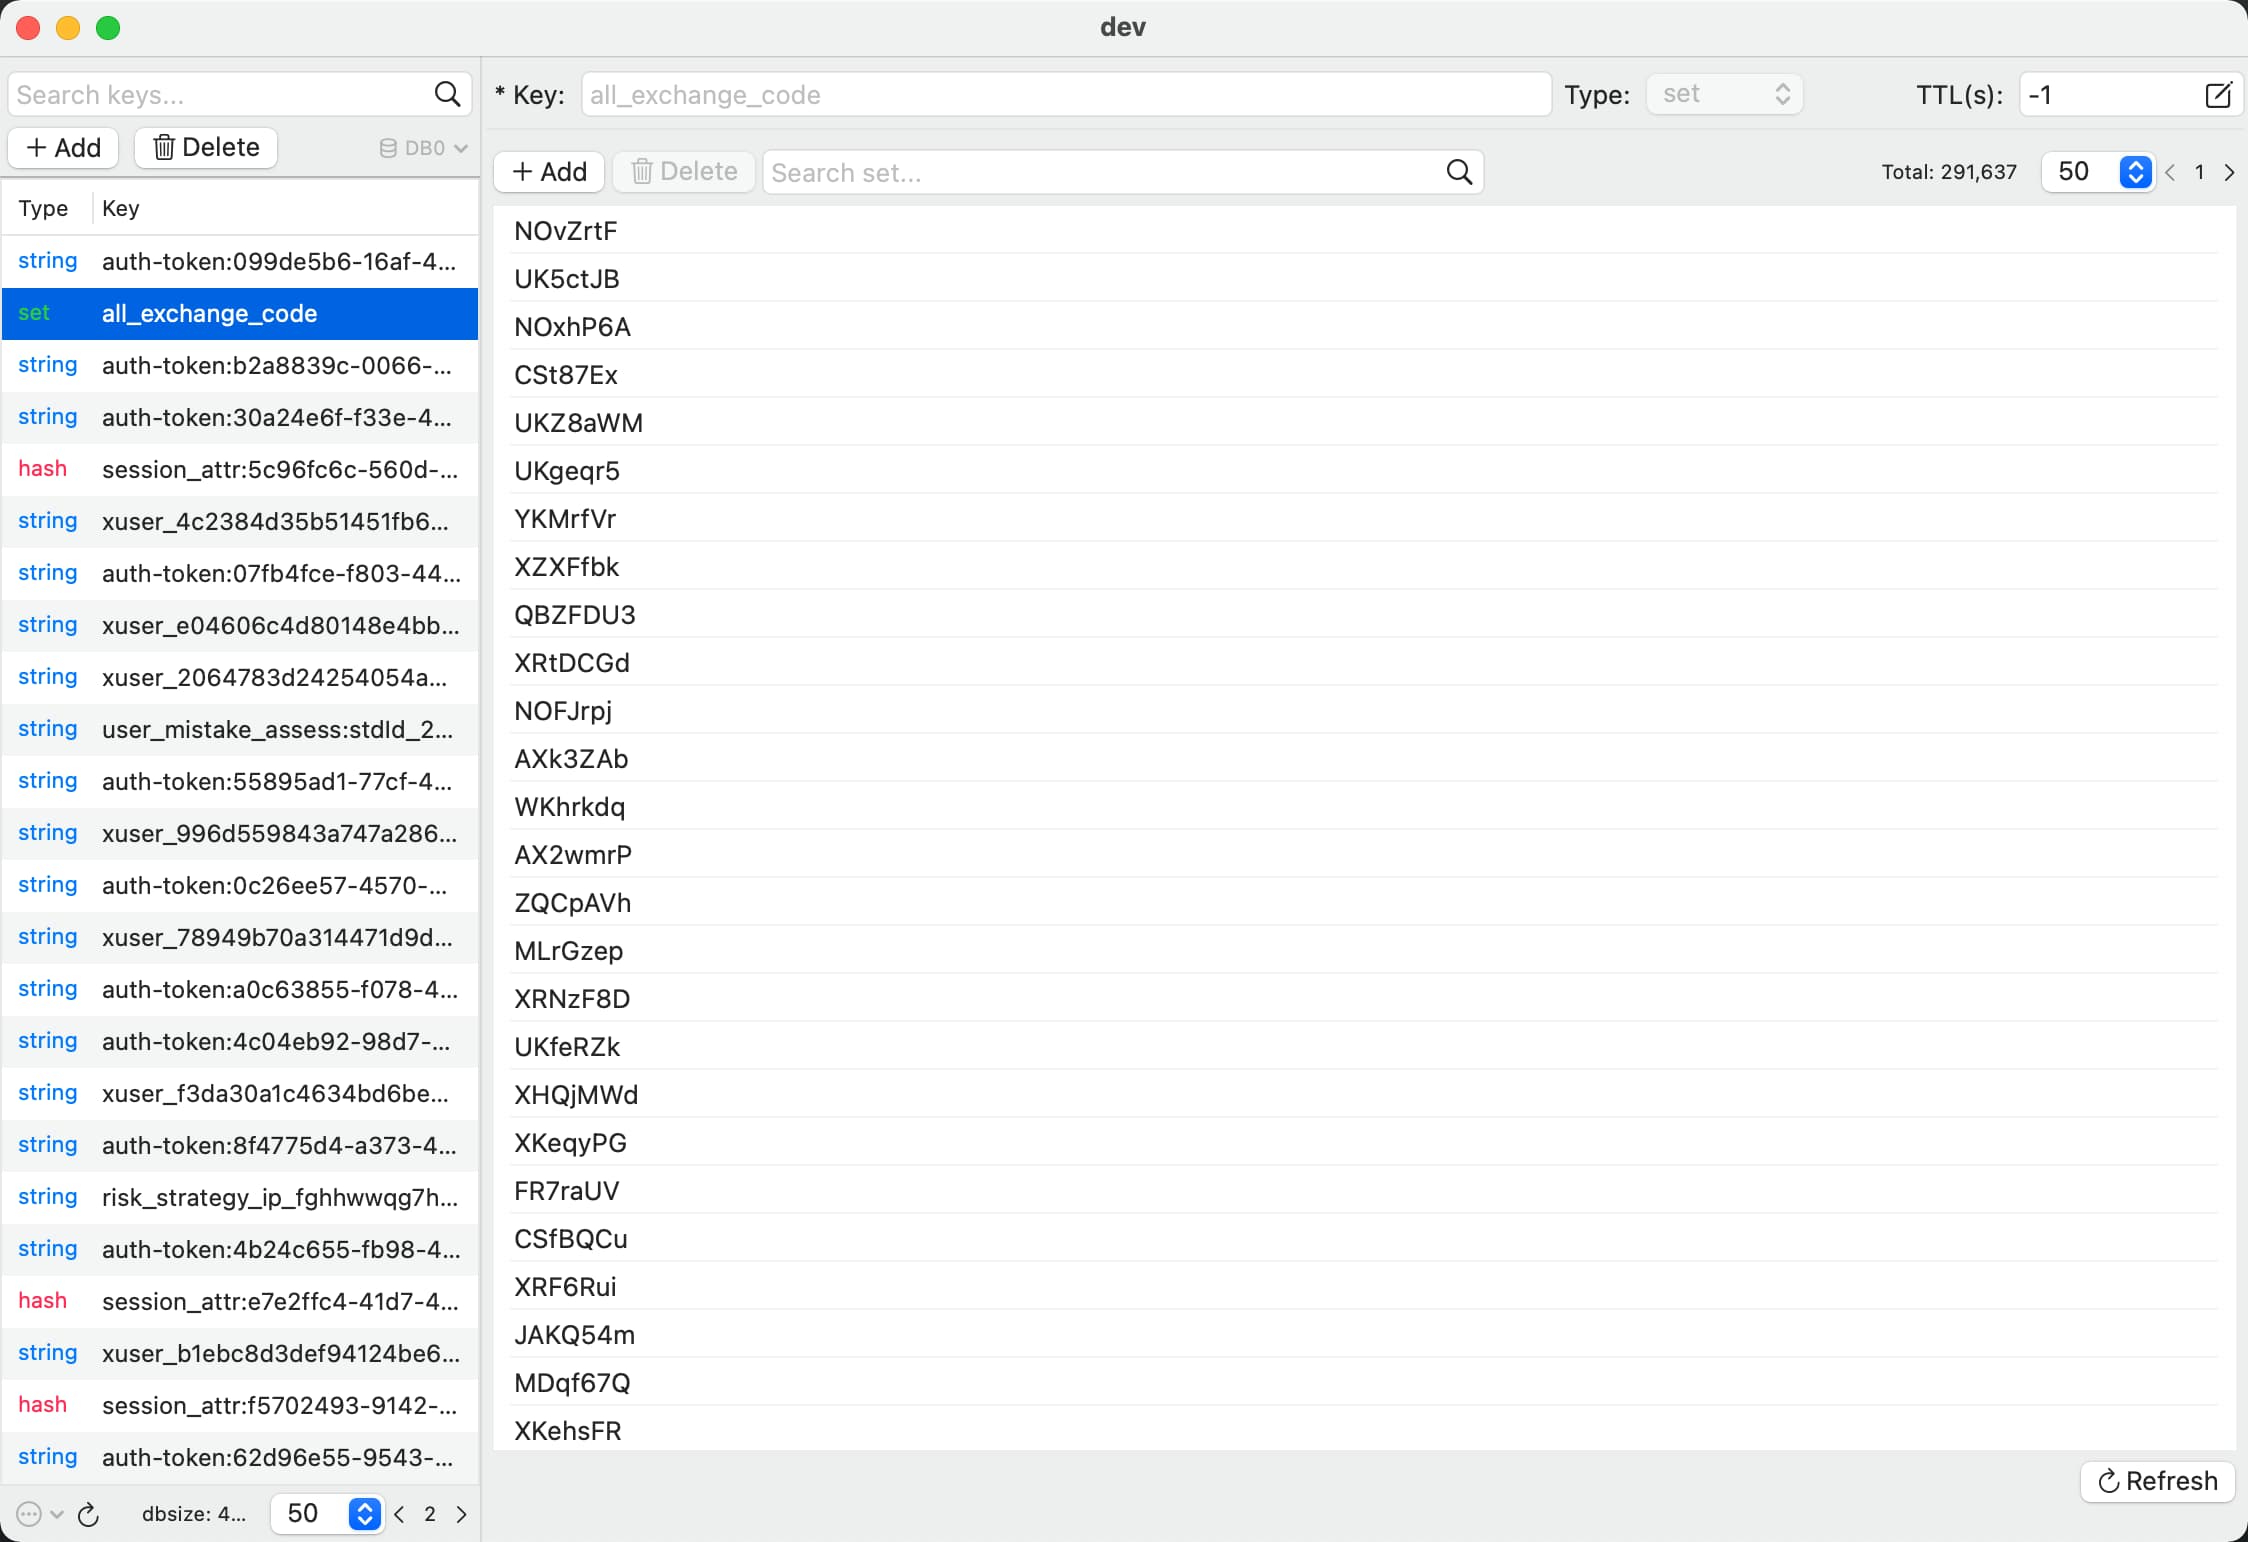 dev
Search keys...
+ Add Delete DB0
Type Key
string auth-token:099de5b6-16af-4...
set all_exchange_code
string auth-token:b2a8839c-0066-...
string auth-token:30a24e6f-f33e-4...
hash session_attr:5c96fc6c-560d-...
string xuser_4c2384d35b51451fb6...
string auth-token:07fb4fce-f803-44...
string xuser_e04606c4d80148e4bb...
string xuser_2064783d24254054a...
string user_mistake_assess:stdId_2...
string auth-token:55895ad1-77cf-4...
string xuser_996d559843a747a286...
string auth-token:0c26ee57-4570-...
string xuser_78949b70a314471d9d...
string auth-token:a0c63855-f078-4...
string auth-token:4c04eb92-98d7-...
string xuser_f3da30a1c4634bd6be...
string auth-token:8f4775d4-a373-4...
string risk_strategy_ip_fghhwwqg7h...
string auth-token:4b24c655-fb98-4...
hash session_attr:e7e2ffc4-41d7-4...
string xuser_b1ebc8d3def94124be6...
hash session_attr:f5702493-9142-...
string auth-token:62d96e55-9543-...
dbsize: 4... 50 < 2 >
* Key: all_exchange_code Type: set TTL(s): -1
+ Add Delete Search set... Total: 291,637 50 < 1 >
NOvZrtF
UK5ctJB
NOxhP6A
CSt87Ex
UKZ8aWM
UKgeqr5
YKMrfVr
XZXFfbk
QBZFDU3
XRtDCGd
NOFJrpj
AXk3ZAb
WKhrkdq
AX2wmrP
ZQCpAVh
MLrGzep
XRNzF8D
UKfeRZk
XHQjMWd
XKeqyPG
FR7raUV
CSfBQCu
XRF6Rui
JAKQ54m
MDqf67Q
XKehsFR
Refresh